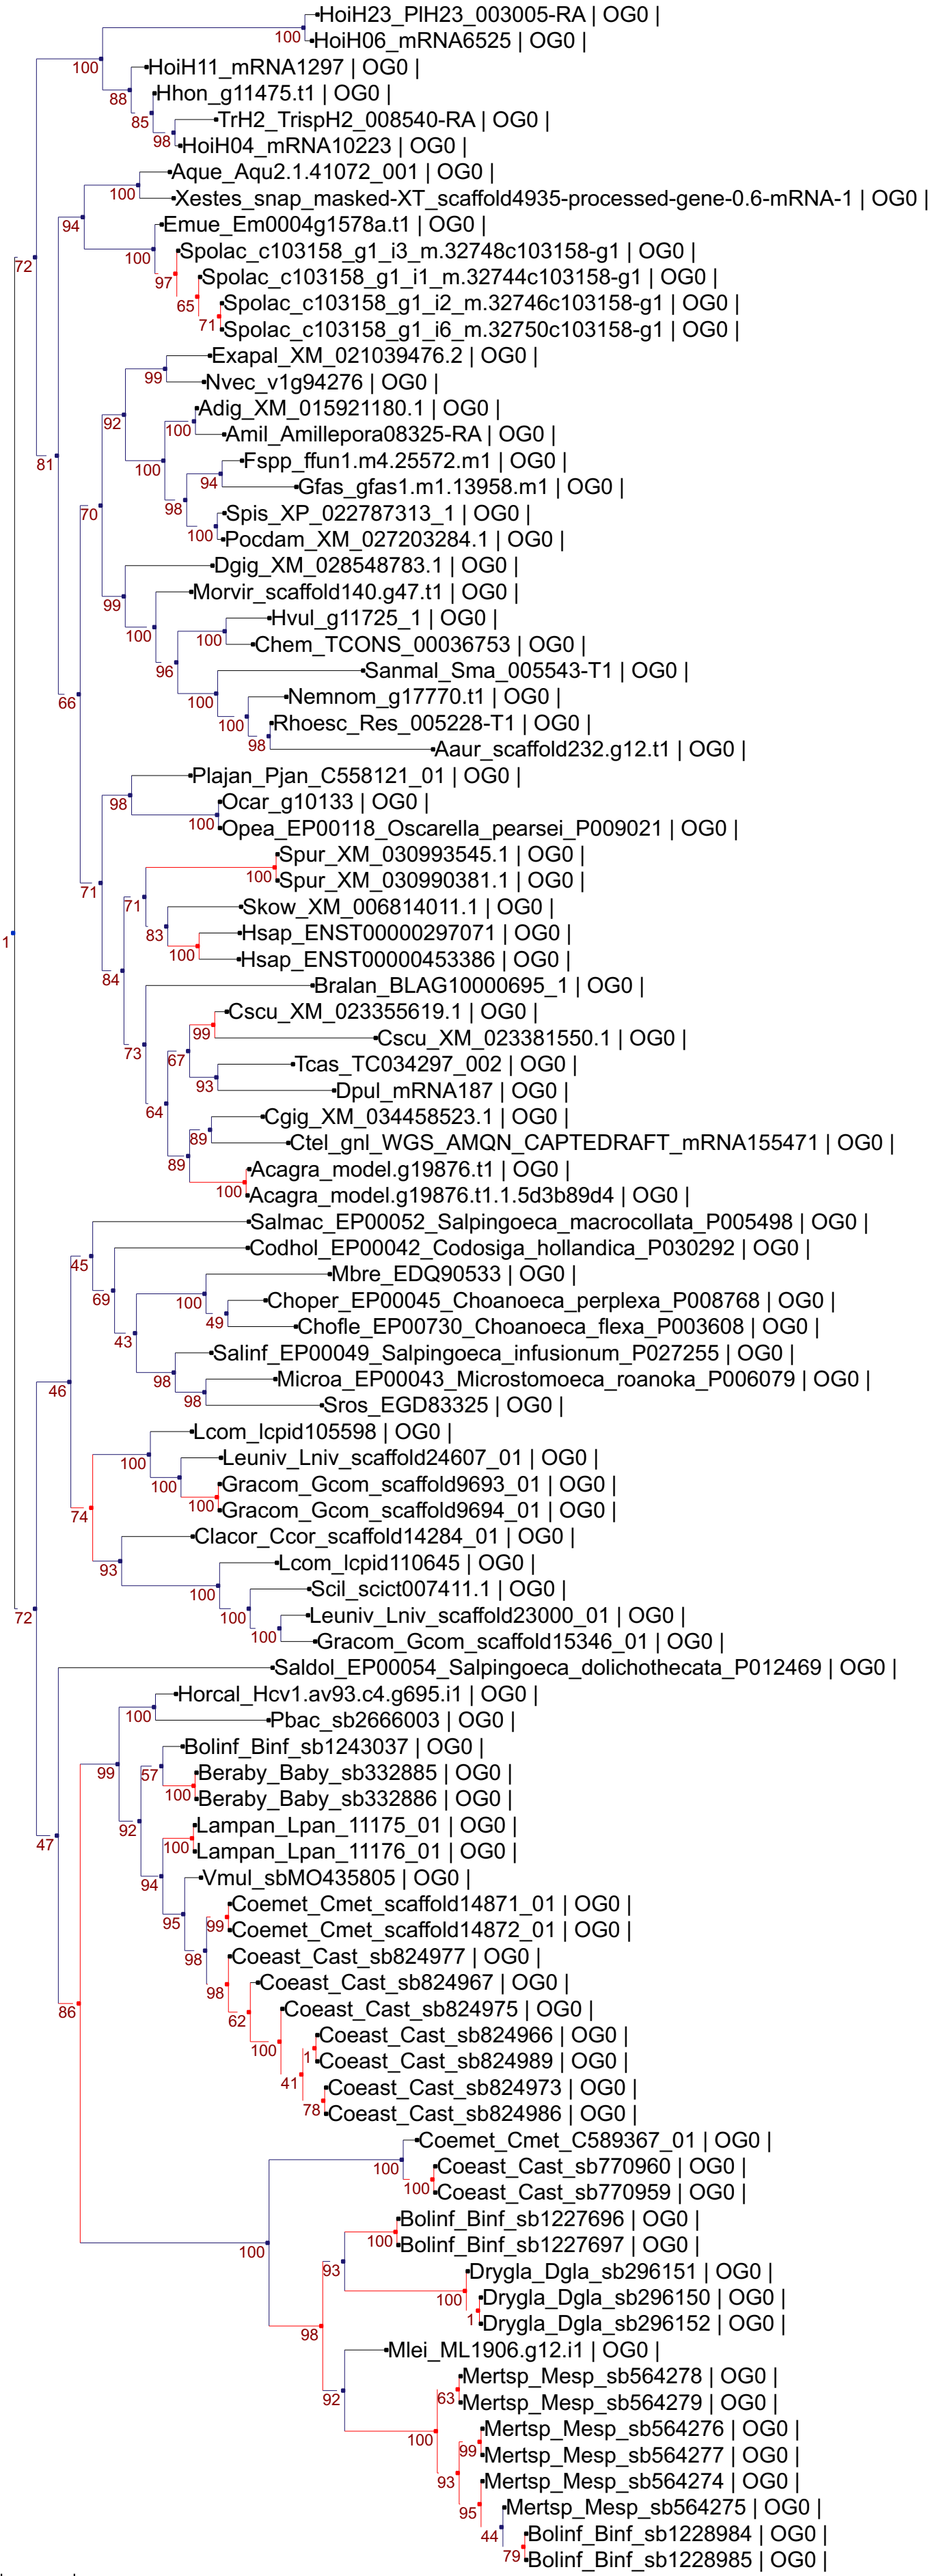 HoiH23_PlH23_003005-RA | OG0 |
100
HoiH06_mRNA6525 | OG0 |
100
HoiH11_mRNA1297 | OG0 |
88
Hhon_g11475.t1 | OG0 |
85
TrH2_TrispH2_008540-RA | OG0 |
98
HoiH04_mRNA10223 | OG0 |
Aque_Aqu2.1.41072_001 | OG0 |
100
Xestes_snap_masked-XT_scaffold4935-processed-gene-0.6-mRNA-1 | OG0 |
94
Emue_Em0004g1578a.t1 | OG0 |
100
Spolac_c103158_g1_i3_m.32748c103158-g1 | OG0 |
72
97
Spolac_c103158_g1_i1_m.32744c103158-g1 | OG0 |
65
Spolac_c103158_g1_i2_m.32746c103158-g1 | OG0 |
71
Spolac_c103158_g1_i6_m.32750c103158-g1 | OG0 |
Exapal_XM_021039476.2 | OG0 |
99
Nvec_v1g94276 | OG0 |
Adig_XM_015921180.1 | OG0 |
92
100
Amil_Amillepora08325-RA | OG0 |
81
100
Fspp_ffun1.m4.25572.m1 | OG0 |
94
Gfas_gfas1.m1.13958.m1 | OG0 |
98
70
Spis_XP_022787313_1 | OG0 |
100
Pocdam_XM_027203284.1 | OG0 |
Dgig_XM_028548783.1 | OG0 |
99
Morvir_scaffold140.g47.t1 | OG0 |
100
Hvul_g11725_1 | OG0 |
100
Chem_TCONS_00036753 | OG0 |
96
Sanmal_Sma_005543-T1 | OG0 |
66
100
Nemnom_g17770.t1 | OG0 |
100
Rhoesc_Res_005228-T1 | OG0 |
98
Aaur_scaffold232.g12.t1 | OG0 |
Plajan_Pjan_C558121_01 | OG0 |
98
Ocar_g10133 | OG0 |
100
Opea_EP00118_Oscarella_pearsei_P009021 | OG0 |
Spur_XM_030993545.1 | OG0 |
100
Spur_XM_030990381.1 | OG0 |
71
71
Skow_XM_006814011.1 | OG0 |
83
Hsap_ENST00000297071 | OG0 |
1
100
Hsap_ENST00000453386 | OG0 |
84
Bralan_BLAG10000695_1 | OG0 |
Cscu_XM_023355619.1 | OG0 |
99
Cscu_XM_023381550.1 | OG0 |
73
67
Tcas_TC034297_002 | OG0 |
93
Dpul_mRNA187 | OG0 |
64
Cgig_XM_034458523.1 | OG0 |
89
Ctel_gnl_WGS_AMQN_CAPTEDRAFT_mRNA155471 | OG0 |
89
Acagra_model.g19876.t1 | OG0 |
100
Acagra_model.g19876.t1.1.5d3b89d4 | OG0 |
Salmac_EP00052_Salpingoeca_macrocollata_P005498 | OG0 |
Codhol_EP00042_Codosiga_hollandica_P030292 | OG0 |
45
Mbre_EDQ90533 | OG0 |
69
100
Choper_EP00045_Choanoeca_perplexa_P008768 | OG0 |
49
Chofle_EP00730_Choanoeca_flexa_P003608 | OG0 |
43
Salinf_EP00049_Salpingoeca_infusionum_P027255 | OG0 |
98
Microa_EP00043_Microstomoeca_roanoka_P006079 | OG0 |
46
98
Sros_EGD83325 | OG0 |
Lcom_lcpid105598 | OG0 |
100
Leuniv_Lniv_scaffold24607_01 | OG0 |
100
Gracom_Gcom_scaffold9693_01 | OG0 |
100
Gracom_Gcom_scaffold9694_01 | OG0 |
74
Clacor_Ccor_scaffold14284_01 | OG0 |
93
Lcom_lcpid110645 | OG0 |
100
Scil_scict007411.1 | OG0 |
100
Leuniv_Lniv_scaffold23000_01 | OG0 |
72
100
Gracom_Gcom_scaffold15346_01 | OG0 |
Saldol_EP00054_Salpingoeca_dolichothecata_P012469 | OG0 |
Horcal_Hcv1.av93.c4.g695.i1 | OG0 |
100
Pbac_sb2666003 | OG0 |
Bolinf_Binf_sb1243037 | OG0 |
99
57
Beraby_Baby_sb332885 | OG0 |
100
Beraby_Baby_sb332886 | OG0 |
92
Lampan_Lpan_11175_01 | OG0 |
47
100
Lampan_Lpan_11176_01 | OG0 |
94
Vmul_sbMO435805 | OG0 |
Coemet_Cmet_scaffold14871_01 | OG0 |
95
99
Coemet_Cmet_scaffold14872_01 | OG0 |
98
Coeast_Cast_sb824977 | OG0 |
98
Coeast_Cast_sb824967 | OG0 |
86
62
Coeast_Cast_sb824975 | OG0 |
100
Coeast_Cast_sb824966 | OG0 |
1
Coeast_Cast_sb824989 | OG0 |
41
Coeast_Cast_sb824973 | OG0 |
78
Coeast_Cast_sb824986 | OG0 |
Coemet_Cmet_C589367_01 | OG0 |
100
Coeast_Cast_sb770960 | OG0 |
100
Coeast_Cast_sb770959 | OG0 |
Bolinf_Binf_sb1227696 | OG0 |
100
Bolinf_Binf_sb1227697 | OG0 |
100
93
Drygla_Dgla_sb296151 | OG0 |
100
Drygla_Dgla_sb296150 | OG0 |
1
Drygla_Dgla_sb296152 | OG0 |
98
Mlei_ML1906.g12.i1 | OG0 |
Mertsp_Mesp_sb564278 | OG0 |
92
63
Mertsp_Mesp_sb564279 | OG0 |
100
Mertsp_Mesp_sb564276 | OG0 |
99
Mertsp_Mesp_sb564277 | OG0 |
93
Mertsp_Mesp_sb564274 | OG0 |
95
Mertsp_Mesp_sb564275 | OG0 |
44
Bolinf_Binf_sb1228984 | OG0 |
79
Bolinf_Binf_sb1228985 | OG0 |